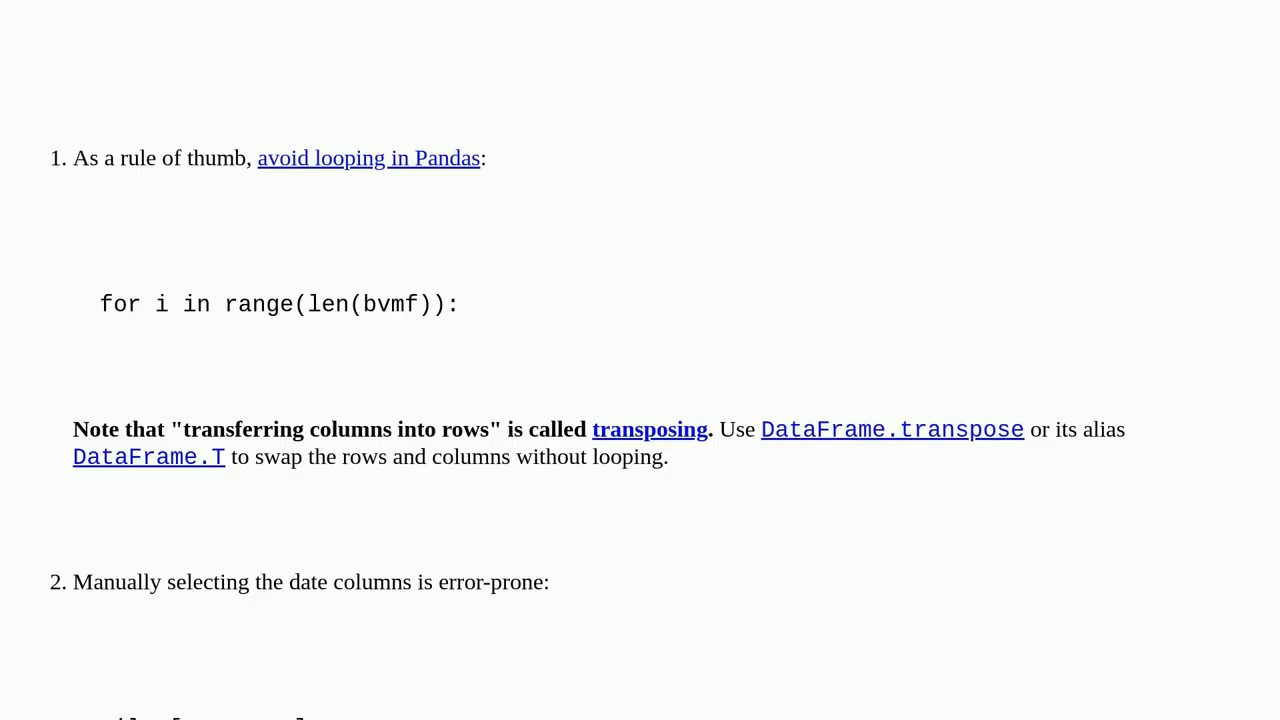 1. As a rule of thumb, avoid looping in Pandas:
for i in range(len(bvmf)):
Note that "transferring columns into rows" is called transposing. Use DataFrame.transpose or its alias
DataFrame.T to swap the rows and columns without looping.
2. Manually selecting the date columns is error-prone: